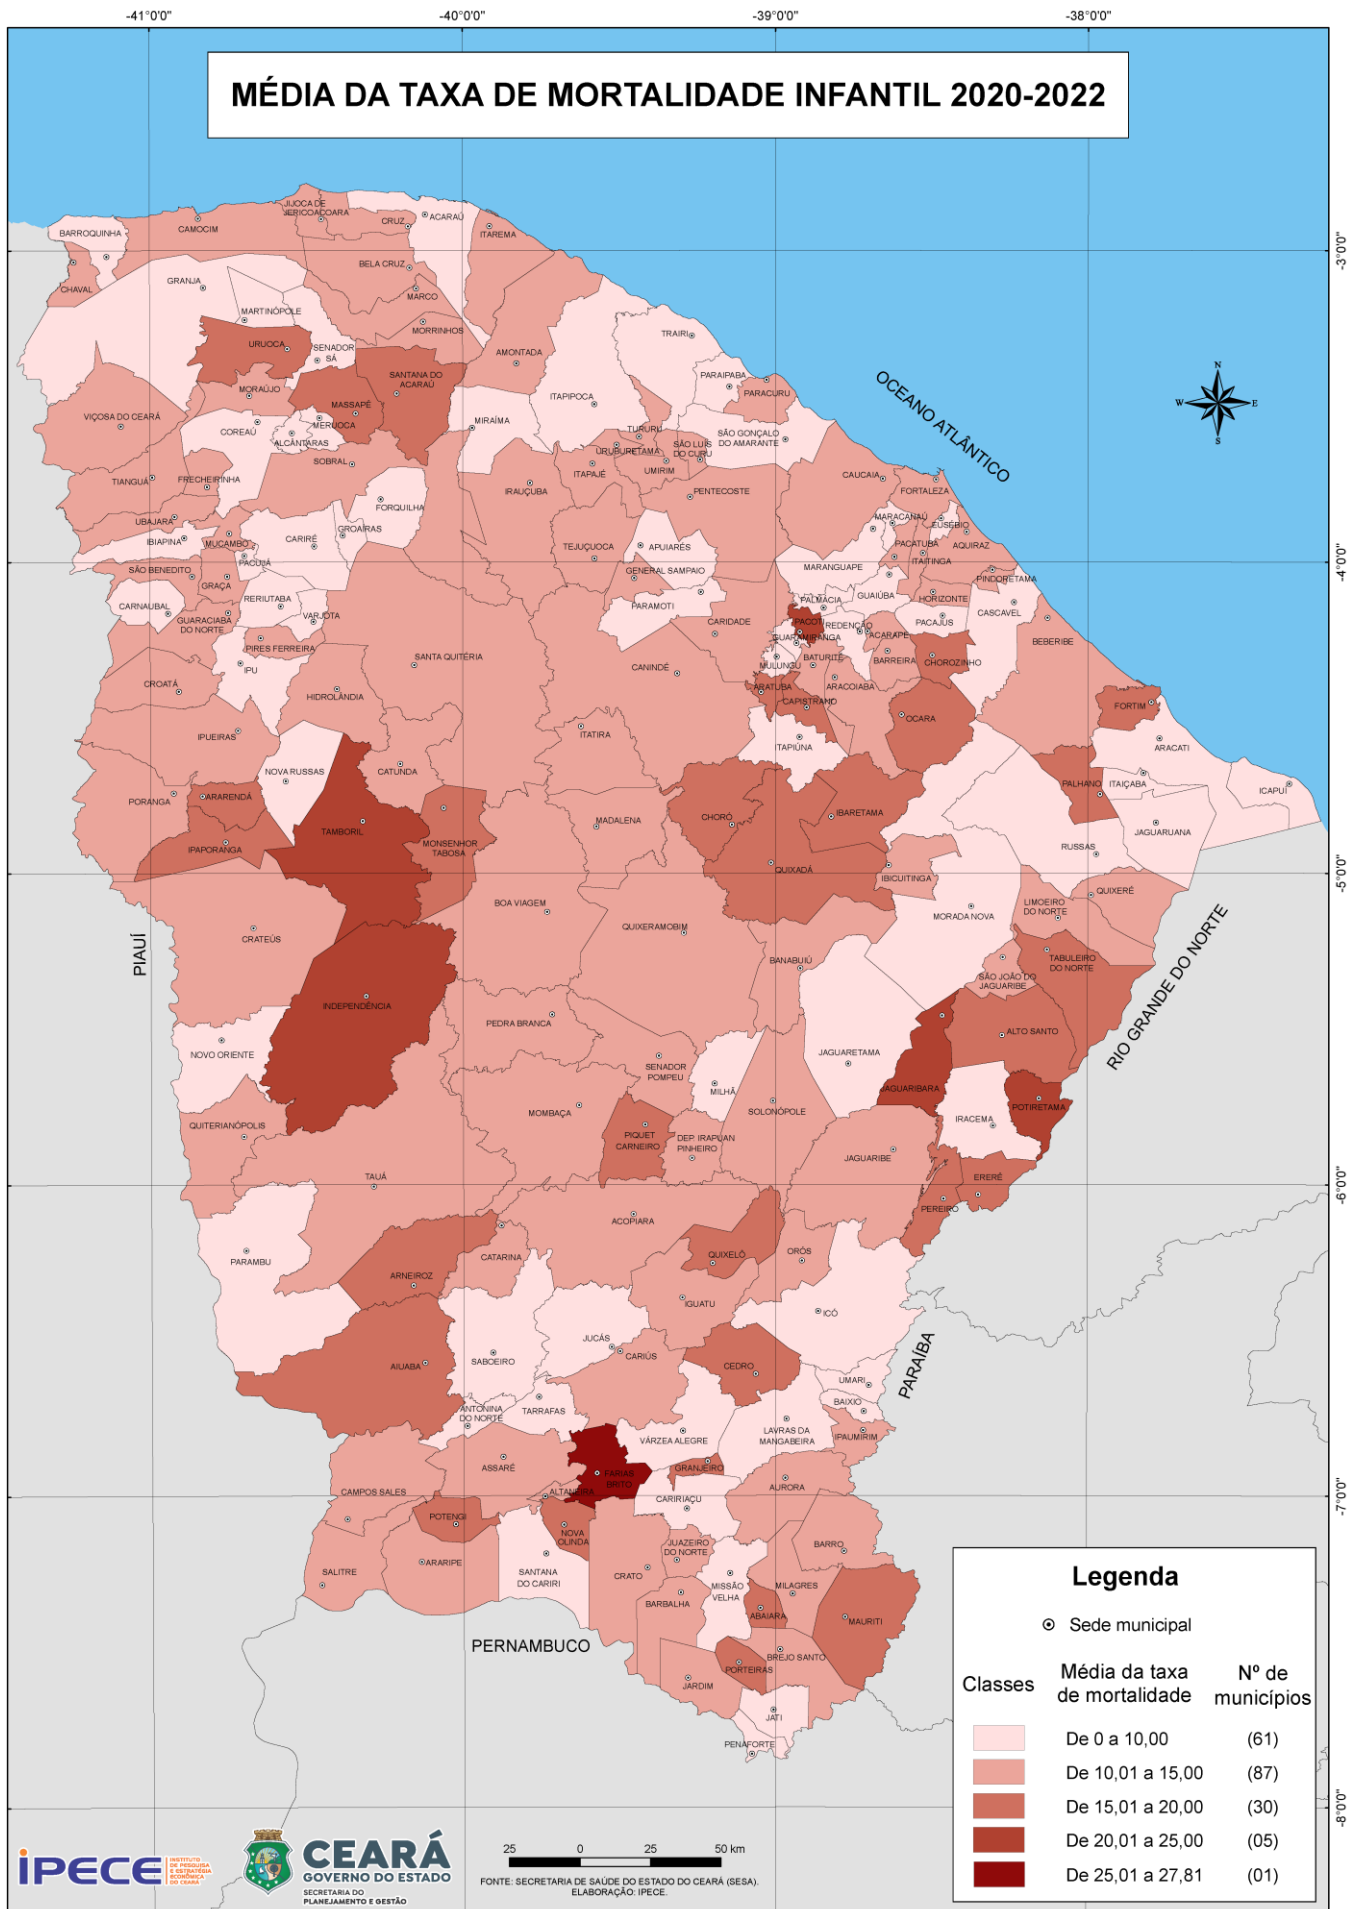 -41°0'0"
-40°0'0"
-39°0'0"
-38°0'0"
MÉDIA DA TAXA DE MORTALIDADE INFANTIL 2020-2022
JIJOCA DE
JERICOACOARA
CRUZ
ACARAÚ
BARROQUINHA
CAMOCIM
ITAREMA
-3°0'0"
BELA CRUZ
CHAVAL
GRANJA
MARCO
MARTINÓPOLE
MORRINHOS
TRAIRI
URUOCA
SENADOR
SÁ
AMONTADA
SANTANA DO
ACARAÚ
PARAIPABA
PARACURU
OCEANO ATLÂNTICO
N
W
E
S
MORAÚJO
MASSAPÊ
ITAPIPOCA
VIÇOSA DO CEARÁ
MERUOCA
MIRAÍMA
COREAÚ
ALCÂNTARAS
TURURU
SÃO GONÇALO
DO AMARANTE
URUBURETAMA
SÃO LUIS
DO CURU
SOBRAL
ITAPAJÉ
UMIRIM
CAUCAIA
TIANGUÁ
FRECHEIRINHA
IRAUÇUBA
PENTECOSTE
FORTALEZA
FORQUILHA
UBAJARA
MARACANAÚ
EUSÉBIO
IBIAPINA
MUCAMBO
CARIRÉ
GROAÍRAS
TEJUÇUOCA
APUIARÉS
PACATUBA
AQUIRAZ
PACUJÁ
ITAITINGA
SÃO BENEDITO
GENERAL SAMPAIO
MARANGUAPE
PINDORETAMA
-4°0'0"
GRAÇA
CARNAUBAL
RERIUTABA
PARAMOTI
GUAIÚBA
HORIZONTE
PALMÁCIA
CASCAVEL
GUARACIABA
DO NORTE
VARJOTA
PACOTI
REDENÇÃO
PACAJUS
CARIDADE
GUARAMIRANGA
ACARAPE
BEBERIBE
PIRES FERREIRA
IPU
SANTA QUITÉRIA
CANINDÉ
MULUNGU
BATURITÉ
BARREIRA
CHOROZINHO
CROATÁ
HIDROLÂNDIA
ARATUBA
ARACOIABA
CAPISTRANO
FORTIM
IPUEIRAS
ITATIRA
OCARA
ITAPIÚNA
ARACATI
NOVA RUSSAS
CATUNDA
PORANGA
ARARENDÁ
PALHANO
ITAIÇABA
ICAPUÍ
TAMBORIL
MADALENA
CHORÓ
IBARETAMA
IPAPORANGA
MONSENHOR
TABOSA
JAGUARUANA
RUSSAS
QUIXADÁ
IBICUITINGA
-5°0'0"
BOA VIAGEM
QUIXERÉ
LIMOEIRO
DO NORTE
MORADA NOVA
CRATEÚS
QUIXERAMOBIM
PIAUÍ
BANABUIÚ
TABULEIRO
DO NORTE
SÃO JOÃO DO
JAGUARIBE
RIO GRANDE DO NORTE
INDEPENDÊNCIA
PEDRA BRANCA
ALTO SANTO
NOVO ORIENTE
JAGUARETAMA
SENADOR
POMPEU
MILHÃ
JAGUARIBARA
POTIRETAMA
MOMBAÇA
SOLONÓPOLE
IRACEMA
QUITERIANÓPOLIS
PIQUET
CARNEIRO
DEP. IRAPUAN
PINHEIRO
JAGUARIBE
TAUÁ
ERERÊ
-6°0'0"
PEREIRO
ACOPIARA
PARAMBU
CATARINA
QUIXELÔ
ORÓS
ARNEIROZ
IGUATU
ICÓ
JUCÁS
CARIÚS
SABOEIRO
AIUABA
CEDRO
PARAÍBA
UMARI
BAIXIO
ANTONINA
DO NORTE
TARRAFAS
LAVRAS DA
MANGABEIRA
IPAUMIRIM
VÁRZEA ALEGRE
ASSARÉ
FARIAS
BRITO
GRANJEIRO
CAMPOS SALES
ALTANEIRA
AURORA
CARIRIAÇU
-7°0'0"
POTENGI
NOVA
OLINDA
JUAZEIRO
DO NORTE
BARRO
SALITRE
ARARIPE
SANTANA
DO CARIRI
CRATO
MISSÃO
VELHA
MILAGRES
BARBALHA
ABAIARA
MAURITI
PERNAMBUCO
PORTEIRAS
BREJO SANTO
JARDIM
JATI
PENAFORTE
-8°0'0"
Legenda
Sede municipal
Classes
Média da taxa
de mortalidade
Nº de
municípios
De 0 a 10,00 (61)
De 10,01 a 15,00 (87)
De 15,01 a 20,00 (30)
De 20,01 a 25,00 (05)
De 25,01 a 27,81 (01)
iPECE
INSTITUTO
DE PESQUISA
E ESTRATÉGIA
ECONÔMICA
DO CEARÁ
CEARÁ
GOVERNO DO ESTADO
SECRETARIA DO
PLANEJAMENTO E GESTÃO
25 0 25 50 km
FONTE: SECRETARIA DE SAÚDE DO ESTADO DO CEARÁ (SESA).
ELABORAÇÃO: IPECE.